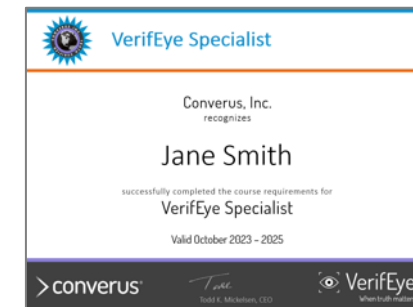 VerifEye Specialist
Converus, Inc.
recognizes
Jane Smith
successfully completed the course requirements for
VerifEye Specialist
Valid October 2023 – 2025
converus®
Todd
Todd K. Mickelsen, CEO
VerifEye
When truth matters